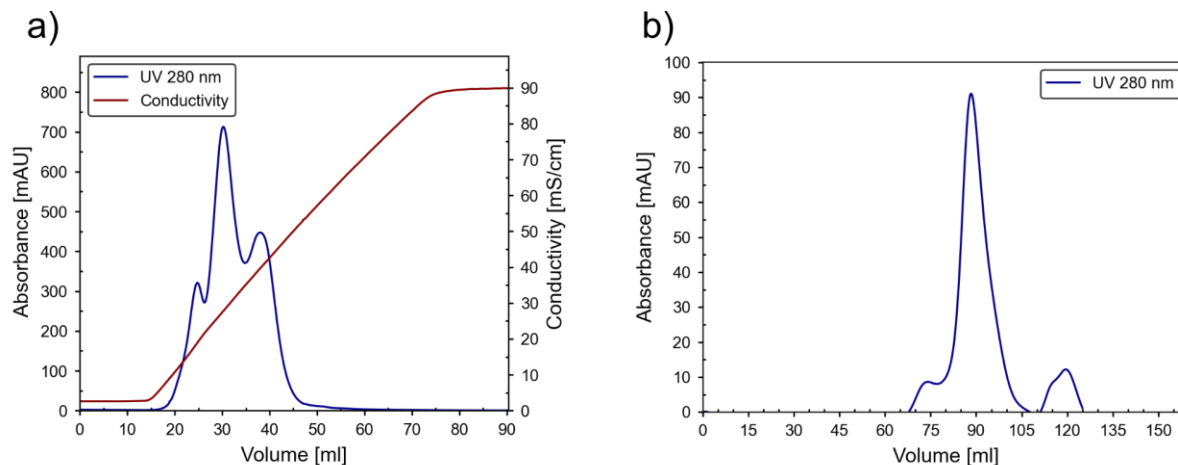 a)
UV 280 nm
Conductivity
Absorbance [mAU]
0
100
200
300
400
500
600
700
800
Conductivity [mS/cm]
0
10
20
30
40
50
60
70
80
90
0 10 20 30 40 50 60 70 80 90
Volume [ml]
b)
UV 280 nm
Absorbance [mAU]
0
10
20
30
40
50
60
70
80
90
100
0 15 30 45 60 75 90 105 120 135 150
Volume [ml]